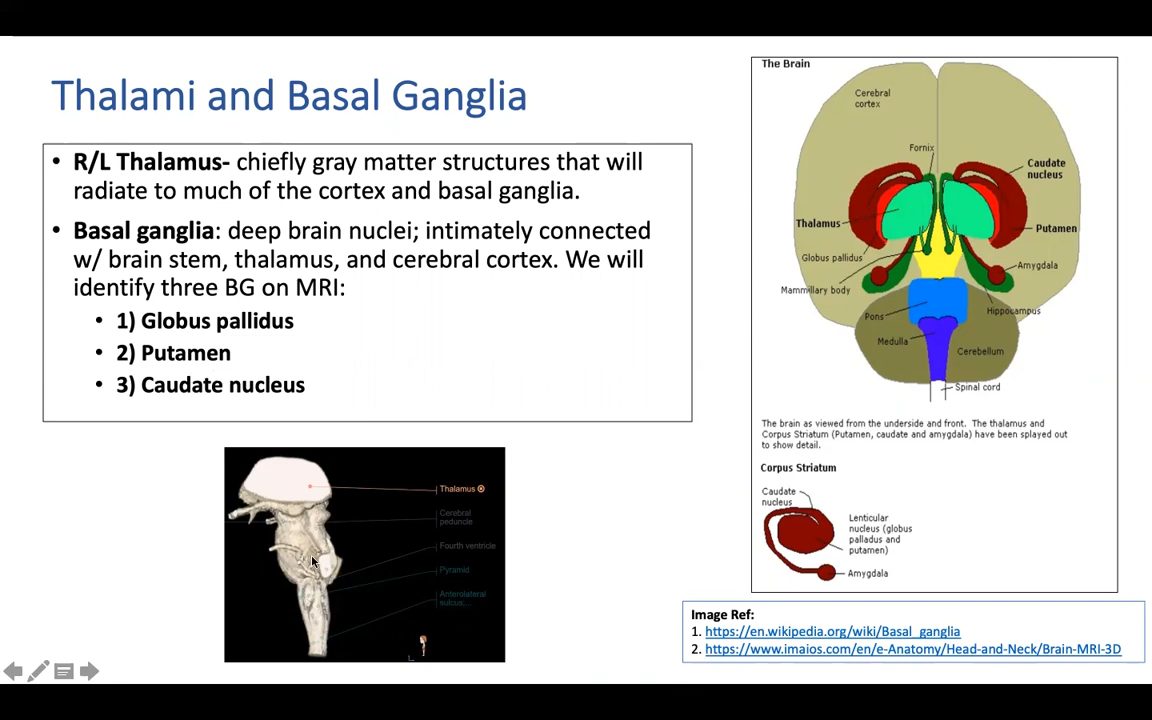 Thalami and Basal Ganglia
• R/L Thalamus- chiefly gray matter structures that will
radiate to much of the cortex and basal ganglia.
• Basal ganglia: deep brain nuclei; intimately connected
w/ brain stem, thalamus, and cerebral cortex. We will
identify three BG on MRI:
• 1) Globus pallidus
• 2) Putamen
• 3) Caudate nucleus
Thalamus
Cerebral
peduncle
Fourth ventricle
Pyramid
Anterolateral
sulcus;...
The Brain
Cerebral
cortex
Fornix
Caudate
nucleus
Thalamus
Putamen
Globus pallidus
Amygdala
Mammillary body
Hippocampus
Pons
Medulla
Cerebellum
Spinal cord
The brain as viewed from the underside and front. The thalamus and
Corpus Striatum (Putamen, caudate and amygdala) have been splayed out
to show detail.
Corpus Striatum
Caudate
nucleus
Lenticular
nucleus (globus
palladus and
putamen)
Amygdala
Image Ref:
1. https://en.wikipedia.org/wiki/Basal_ganglia
2. https://www.imaios.com/en/e-Anatomy/Head-and-Neck/Brain-MRI-3D